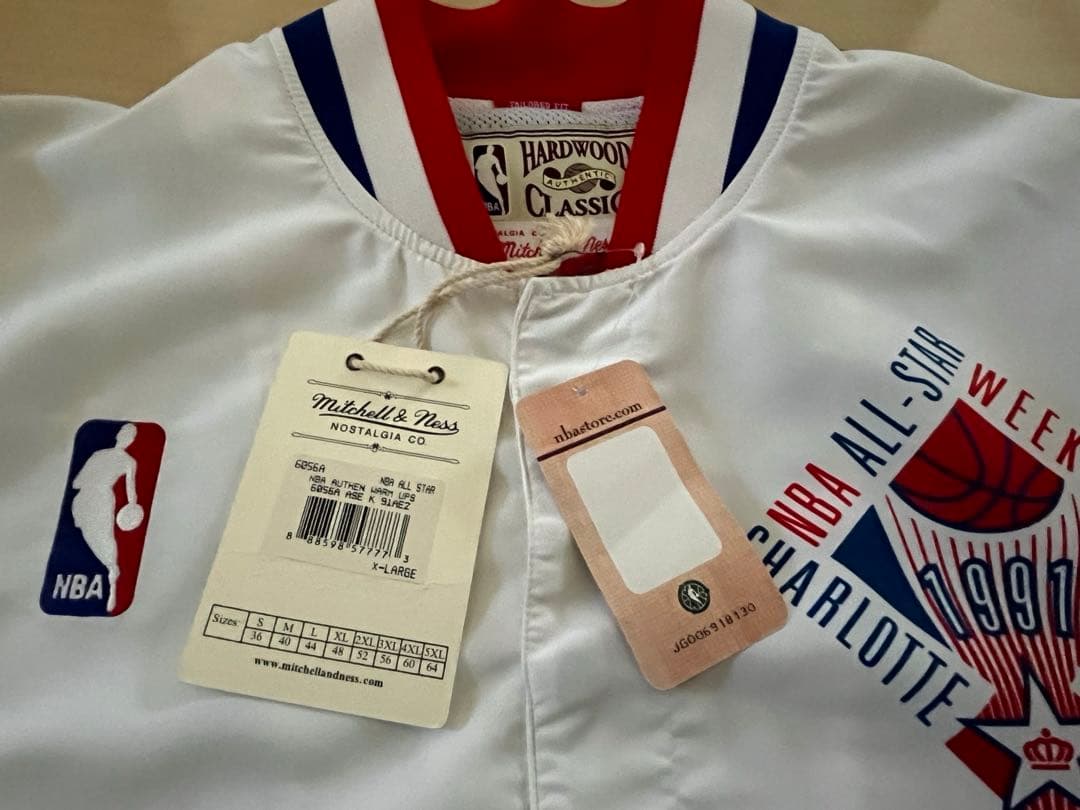 TAILORED FIT
HARDWOOD
AUTHENTIC
CLASSIC
NBA
NBA
Mitchell & Ness
NOSTALGIA CO.
6056A NBA ALL STAR
NBA AUTHEN WARM UPS
6056A ASE K 91AEZ
8 88598 57777 3
X-LARGE
Sizes S M L XL 2XL 3XL 4XL 5XL
36 40 44 48 52 56 60 64
www.mitchellandness.com
nbastore.com
JG006918130
NBA ALL-STAR WEEK
1991
CHARLOTTE